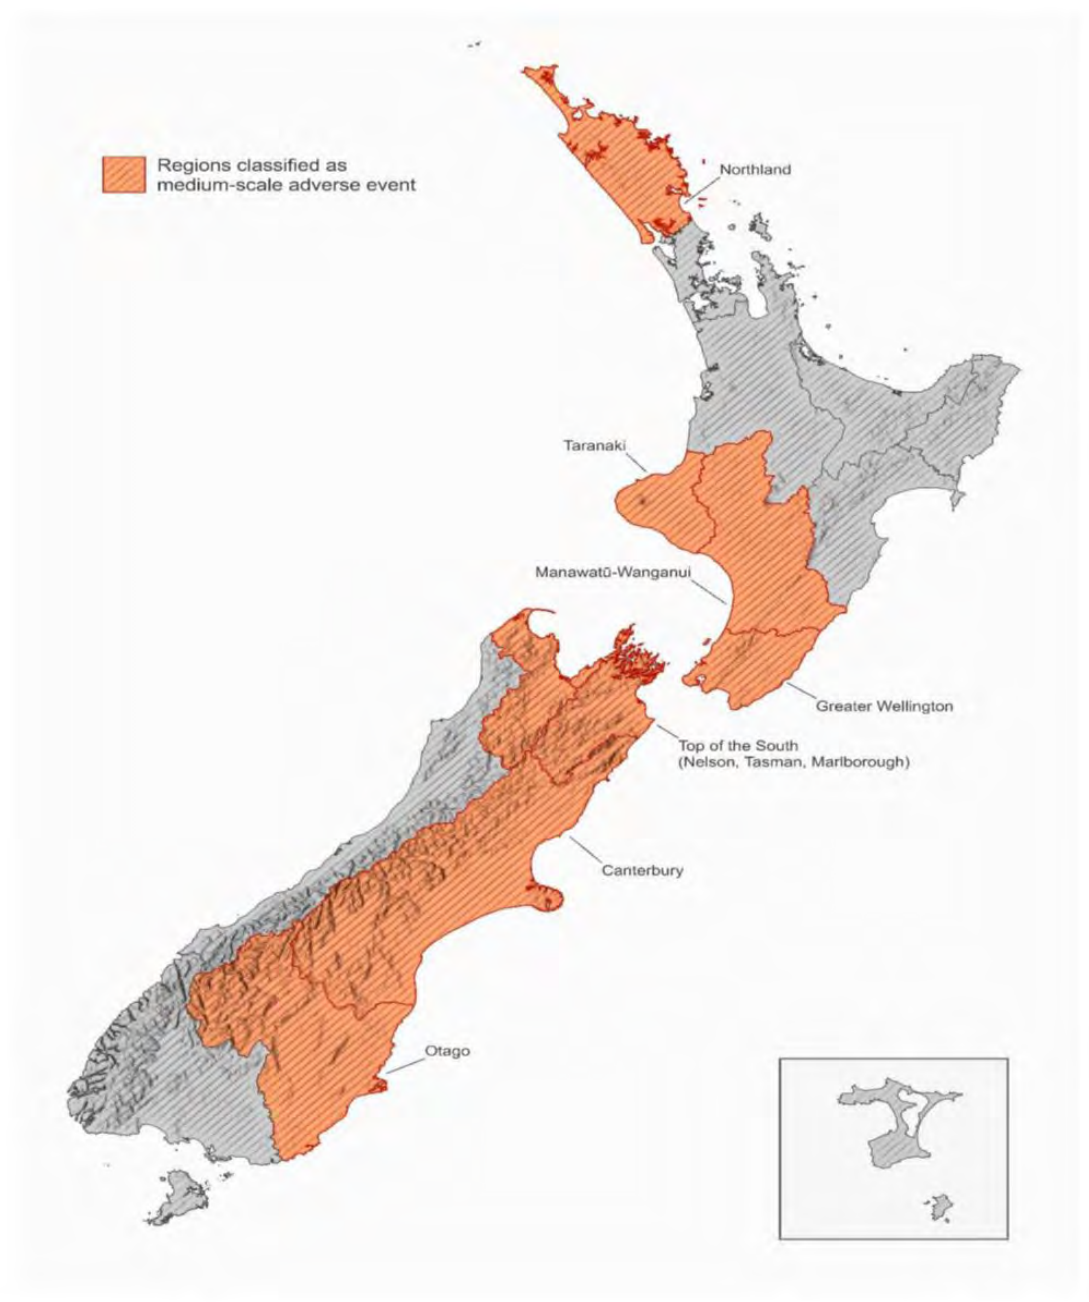 Regions classified as
medium-scale adverse event
Northland
Taranaki
Manawatū-Wanganui
Greater Wellington
Top of the South
(Nelson, Tasman, Marlborough)
Canterbury
Otago